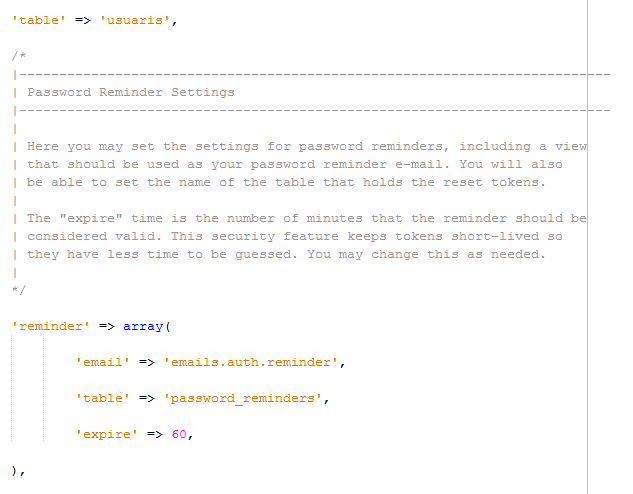 'table' => 'usuaris',
/*
|--------------------------------------------------------------------------
| Password Reminder Settings
|--------------------------------------------------------------------------
|
| Here you may set the settings for password reminders, including a view
| that should be used as your password reminder e-mail. You will also
| be able to set the name of the table that holds the reset tokens.
|
| The "expire" time is the number of minutes that the reminder should be
| considered valid. This security feature keeps tokens short-lived so
| they have less time to be guessed. You may change this as needed.
|
*/
'reminder' => array(
'email' => 'emails.auth.reminder',
'table' => 'password_reminders',
'expire' => 60,
),